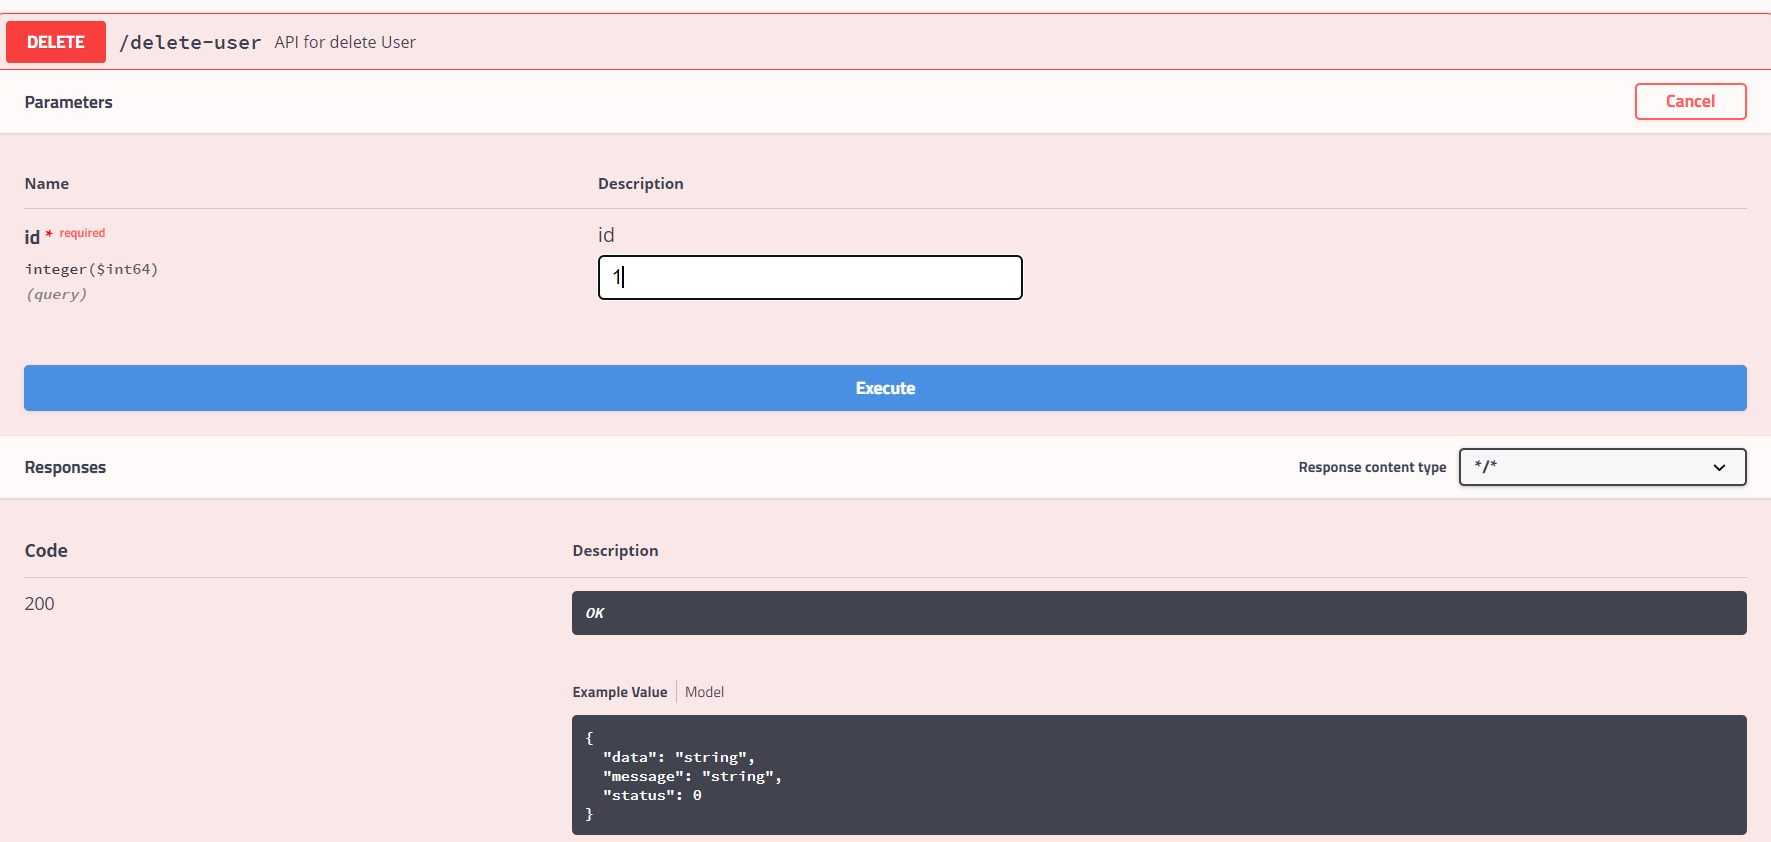 DELETE /delete-user API for delete User
Parameters Cancel
Name Description
id * required id
integer($int64) 1
(query)
Execute
Responses Response content type */*
Code Description
200 OK
Example Value Model
{
  "data": "string",
  "message": "string",
  "status": 0
}